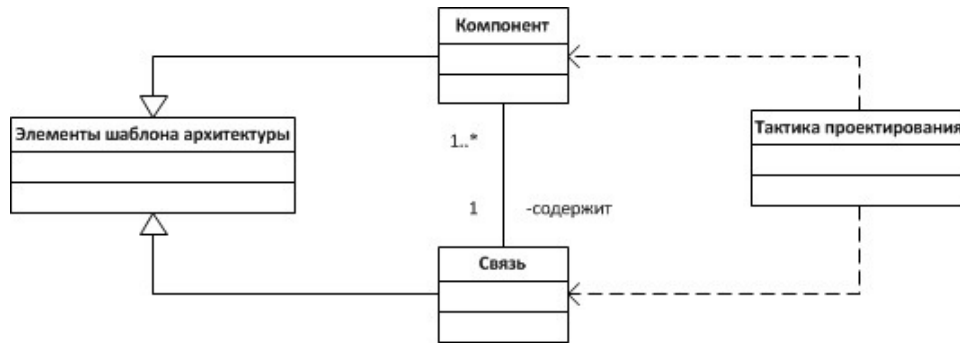 Компонент
Элементы шаблона архитектуры
Тактика проектирования
1..*
1
-содержит
Связь